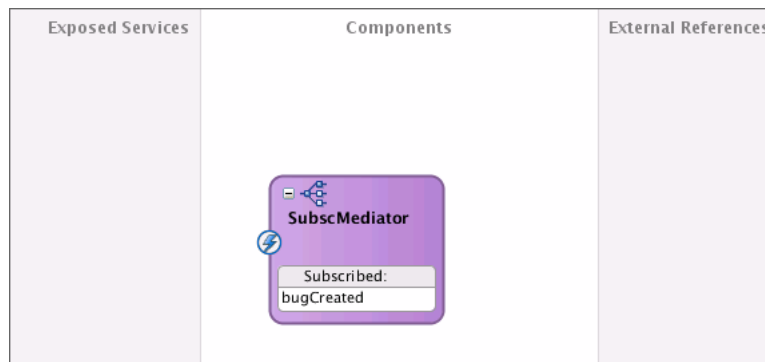 Exposed Services
Components
External References
SubscMediator
Subscribed:
bugCreated